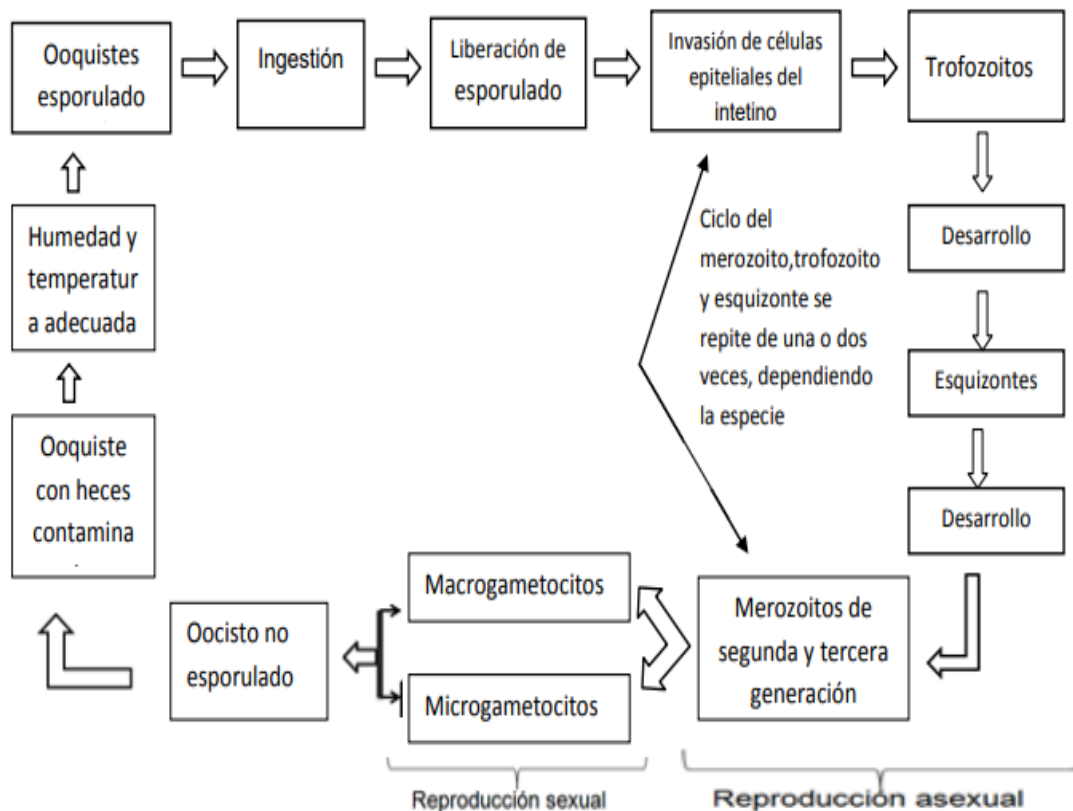 Ooquistes
esporulado
Ingestión
Liberación de
esporulado
Invasión de células
epiteliales del
intetino
Trofozoitos
Humedad y
temperatur
a adecuada
Ciclo del
merozoito,trofozoito
y esquizonte se
repite de una o dos
veces, dependiendo
la especie
Desarrollo
Esquizontes
Desarrollo
Ooquiste
con heces
contamina
.
Oocisto no
esporulado
Macrogametocitos
Microgametocitos
Merozoitos de
segunda y tercera
generación
Reproducción sexual
Reproducción asexual